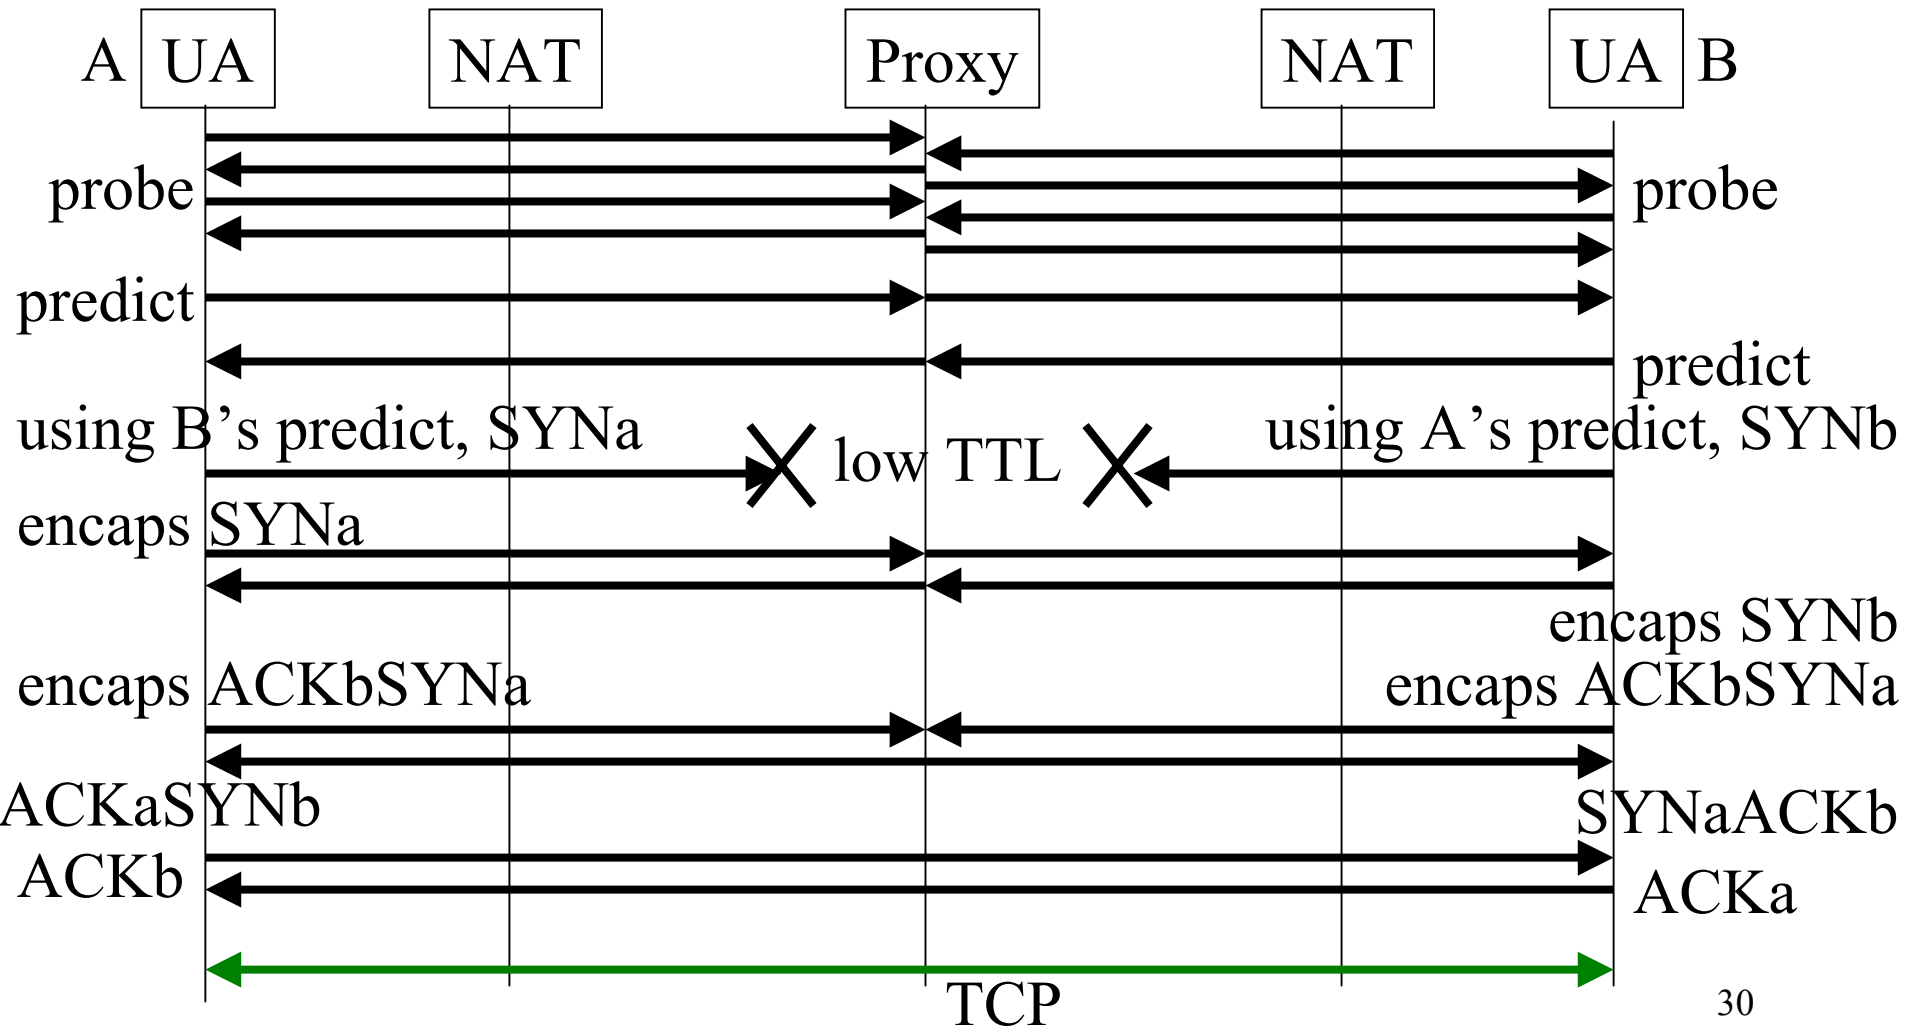 A UA NAT Proxy NAT UA B
probe probe
predict
predict
using B’s predict, SYNa low TTL using A’s predict, SYNb
encaps SYNa
encaps SYNb
encaps ACKbSYNa encaps ACKbSYNa
ACKaSYNb SYNaACKb
ACKb ACKa
TCP
30